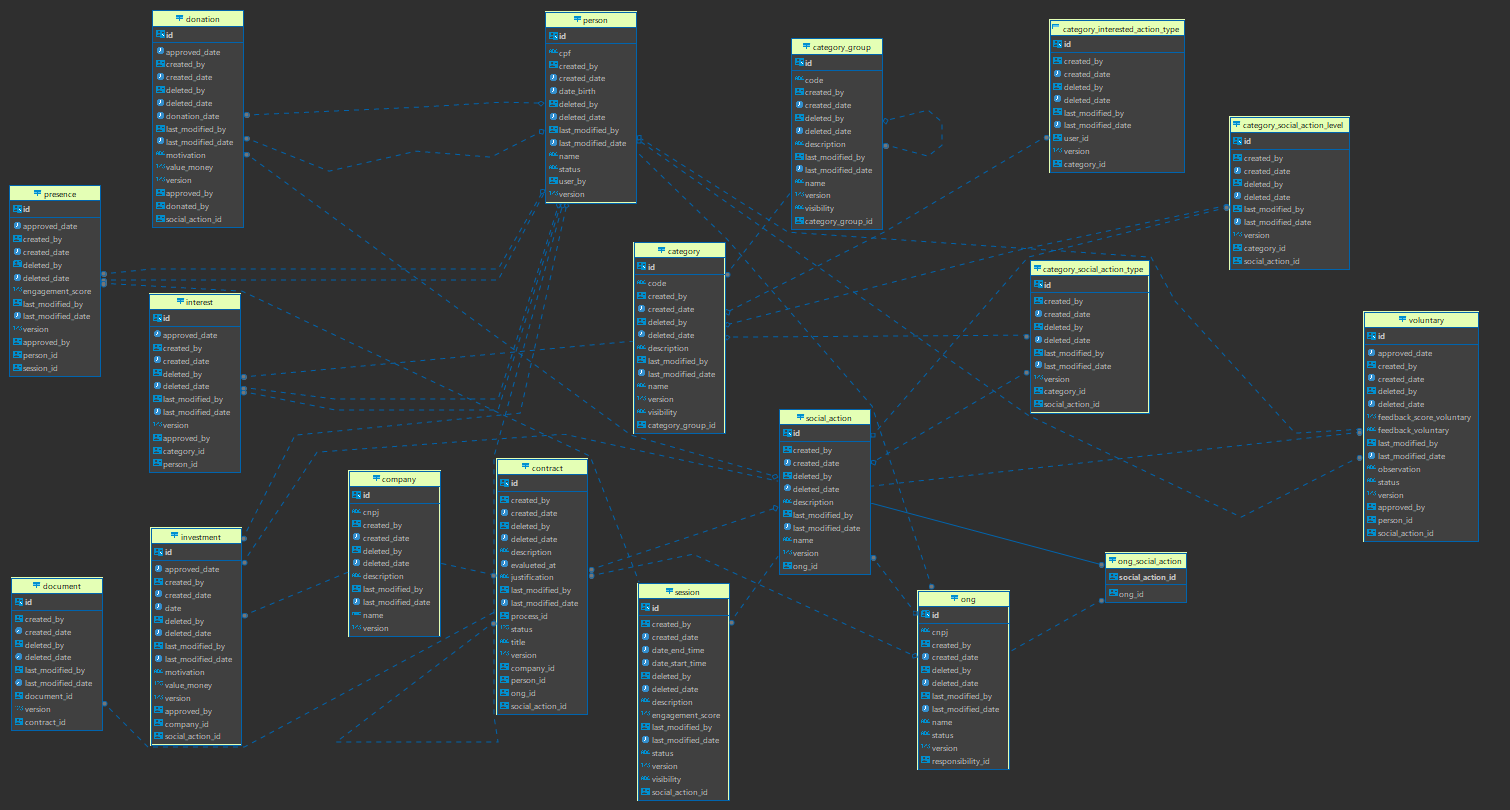 donation
id
approved_date
created_by
created_date
deleted_by
deleted_date
donation_date
last_modified_by
last_modified_date
motivation
value_money
version
approved_by
donated_by
social_action_id
person
id
cpf
created_by
created_date
date_birth
deleted_by
deleted_date
last_modified_by
last_modified_date
name
status
user_by
version
category_group
id
code
created_by
created_date
deleted_by
deleted_date
description
last_modified_by
last_modified_date
name
version
visibility
category_group_id
category_interested_action_type
id
created_by
created_date
deleted_by
deleted_date
last_modified_by
last_modified_date
user_id
version
category_id
category_social_action_level
id
created_by
created_date
deleted_by
deleted_date
last_modified_by
last_modified_date
version
category_id
social_action_id
presence
id
approved_date
created_by
created_date
deleted_by
deleted_date
engagement_score
last_modified_by
last_modified_date
version
approved_by
person_id
session_id
interest
id
approved_date
created_by
created_date
deleted_by
deleted_date
last_modified_by
last_modified_date
version
approved_by
category_id
person_id
category
id
code
created_by
created_date
deleted_by
deleted_date
description
last_modified_by
last_modified_date
name
version
visibility
category_group_id
category_social_action_type
id
created_by
created_date
deleted_by
deleted_date
last_modified_by
last_modified_date
version
category_id
social_action_id
voluntary
id
approved_date
created_by
created_date
deleted_by
deleted_date
feedback_score_voluntary
feedback_voluntary
last_modified_by
last_modified_date
observation
status
version
approved_by
person_id
social_action_id
social_action
id
created_by
created_date
deleted_by
deleted_date
description
last_modified_by
last_modified_date
name
version
ong_id
company
id
cnpj
created_by
created_date
deleted_by
deleted_date
description
last_modified_by
last_modified_date
name
version
contract
id
created_by
created_date
deleted_by
deleted_date
description
evalueted_at
justification
last_modified_by
last_modified_date
process_id
status
title
version
company_id
person_id
ong_id
social_action_id
investment
id
approved_date
created_by
created_date
date
deleted_by
deleted_date
last_modified_by
last_modified_date
motivation
value_money
version
approved_by
company_id
social_action_id
document
id
created_by
created_date
deleted_by
deleted_date
last_modified_by
last_modified_date
document_id
version
contract_id
session
id
created_by
created_date
date_end_time
date_start_time
deleted_by
deleted_date
description
engagement_score
last_modified_by
last_modified_date
status
version
visibility
social_action_id
ong
id
cnpj
created_by
created_date
deleted_by
deleted_date
last_modified_by
last_modified_date
name
status
version
responsibility_id
ong_social_action
social_action_id
ong_id